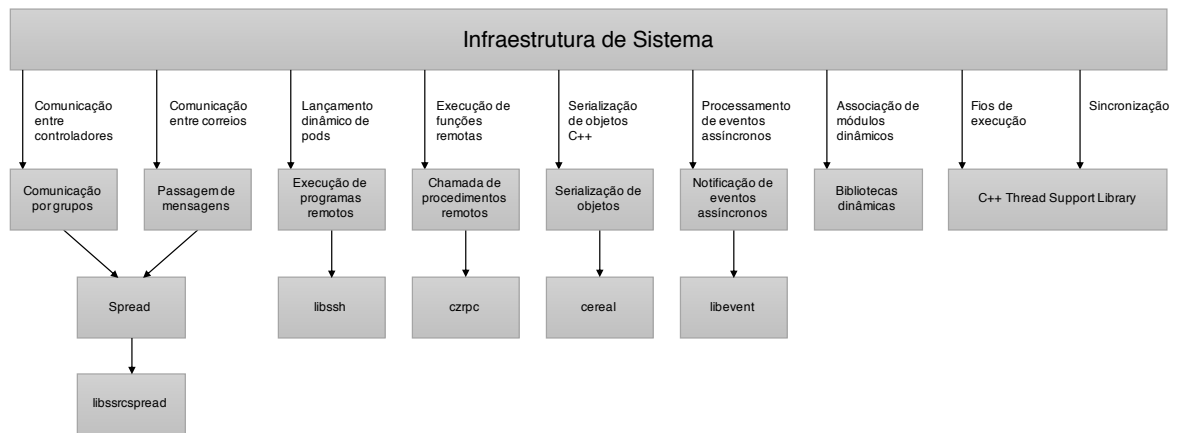 Infraestrutura de Sistema
Comunicação
entre
controladores
Comunicação
entre correios
Lançamento
dinâmico de
pods
Execução de
funções
remotas
Serialização
de objetos
C++
Processamento
de eventos
assíncronos
Associação de
módulos
dinâmicos
Fios de
execução
Sincronização
Comunicação
por grupos
Passagem de
mensagens
Execução de
programas
remotos
Chamada de
procedimentos
remotos
Serialização de
objetos
Notificação de
eventos
assíncronos
Bibliotecas
dinâmicas
C++ Thread Support Library
Spread
libssh
czrpc
cereal
libevent
libssrcspread